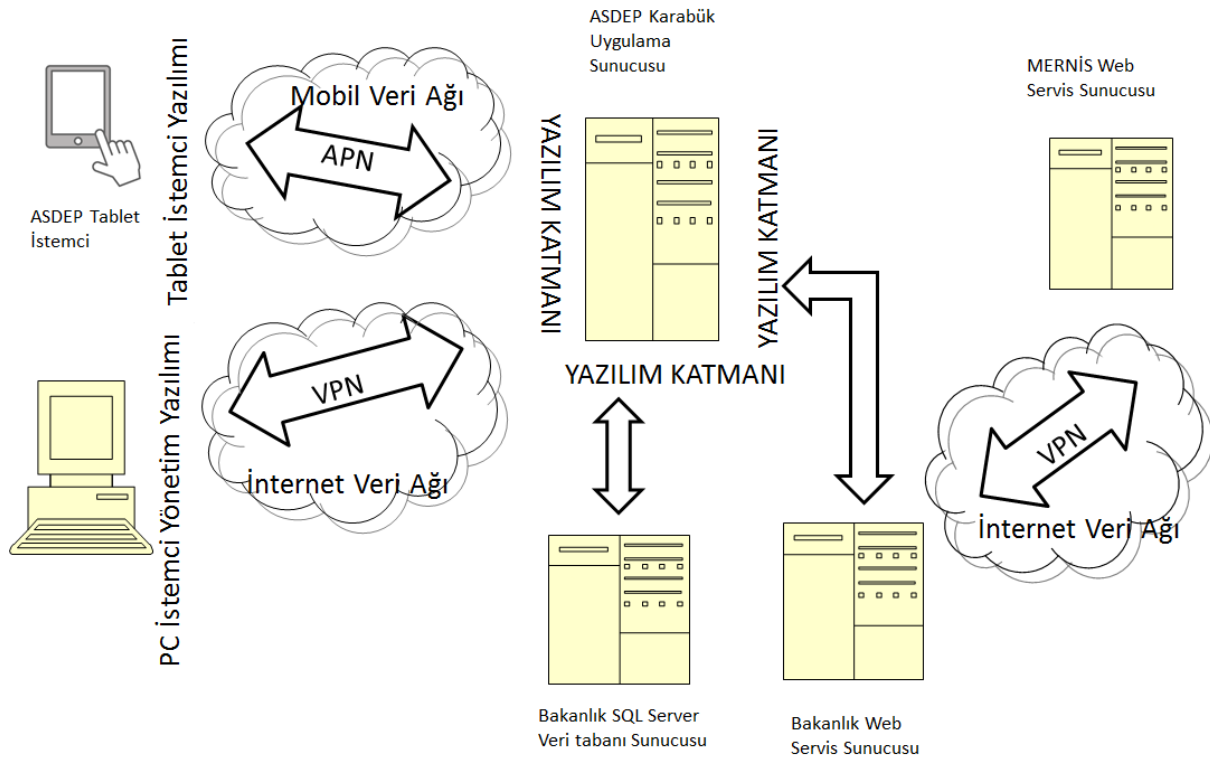 ASDEP Karabük
Uygulama
Sunucusu
MERNİS Web
Servis Sunucusu
Mobil Veri Ağı
APN
Tablet İstemci Yazılımı
ASDEP Tablet
İstemci
YAZILIM KATMANI
YAZILIM KATMANI
YAZILIM KATMANI
VPN
İnternet Veri Ağı
PC İstemci Yönetim Yazılımı
VPN
İnternet Veri Ağı
Bakanlık SQL Server
Veri tabanı Sunucusu
Bakanlık Web
Servis Sunucusu